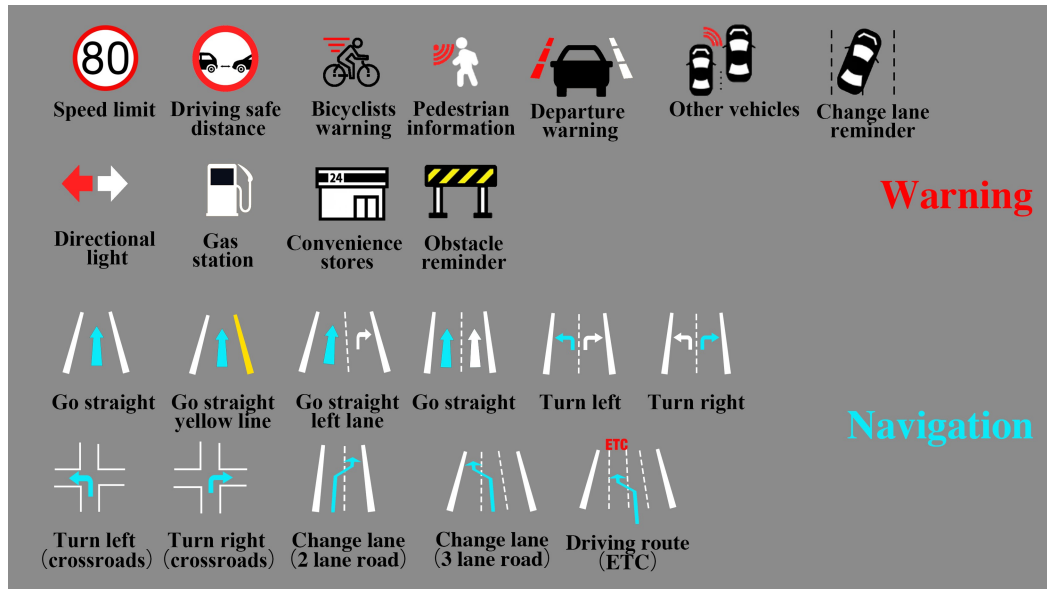 80
Speed limit
Driving safe
distance
Bicyclists
warning
Pedestrian
information
Departure
warning
Other vehicles
Change lane
reminder
Directional
light
Gas
station
24
Convenience
stores
Obstacle
reminder
Warning
Go straight
Go straight
yellow line
Go straight
left lane
Go straight
Turn left
Turn right
Navigation
Turn left
(crossroads)
Turn right
(crossroads)
Change lane
(2 lane road)
Change lane
(3 lane road)
ETC
Driving route
(ETC)